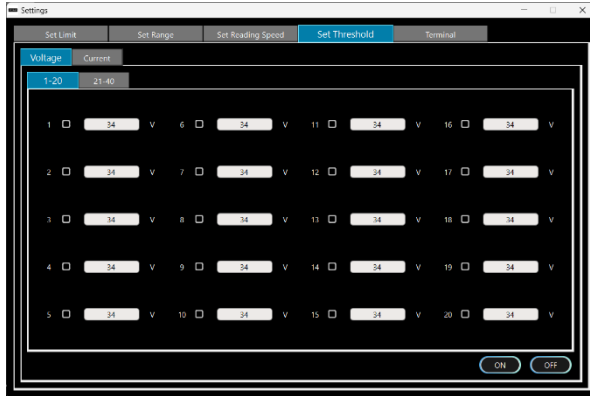 Settings
Set Limit Set Range Set Reading Speed Set Threshold Terminal
Voltage Current
1-20 21-40
1 34 V 6 34 V 11 34 V 16 34 V
2 34 V 7 34 V 12 34 V 17 34 V
3 34 V 8 34 V 13 34 V 18 34 V
4 34 V 9 34 V 14 34 V 19 34 V
5 34 V 10 34 V 15 34 V 20 34 V
ON OFF